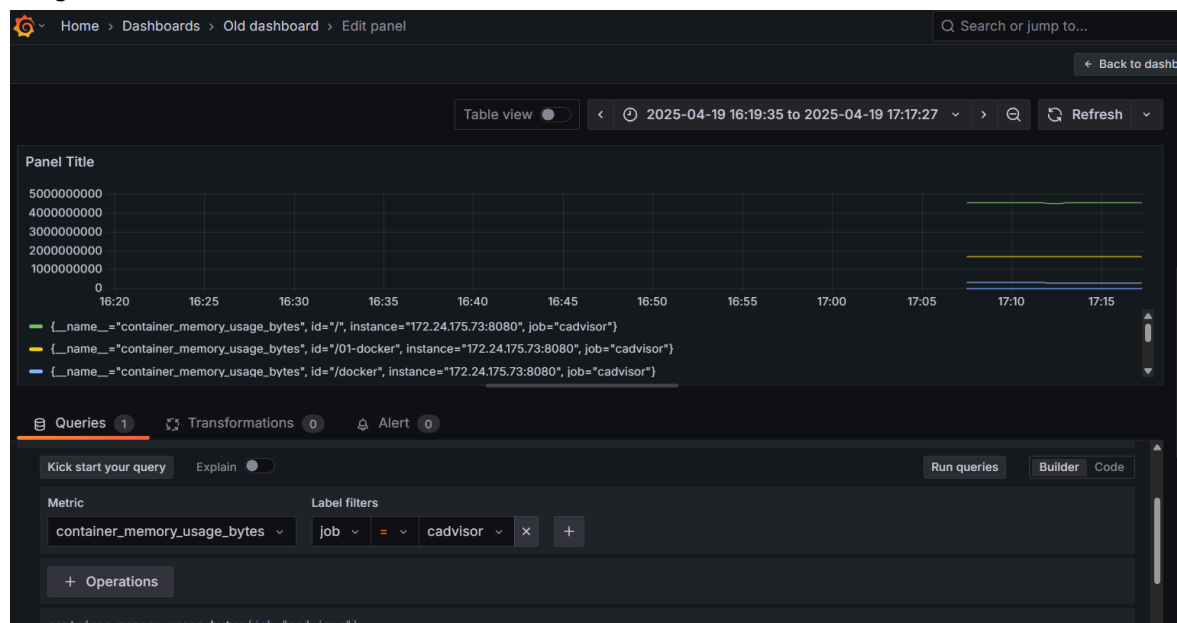 Home > Dashboards > Old dashboard > Edit panel
Search or jump to...
← Back to dashb
Table view
2025-04-19 16:19:35 to 2025-04-19 17:17:27
Refresh
Panel Title
5000000000
4000000000
3000000000
2000000000
1000000000
0
16:20 16:25 16:30 16:35 16:40 16:45 16:50 16:55 17:00 17:05 17:10 17:15
{__name__="container_memory_usage_bytes", id="/", instance="172.24.175.73:8080", job="cadvisor"}
{__name__="container_memory_usage_bytes", id="/01-docker", instance="172.24.175.73:8080", job="cadvisor"}
{__name__="container_memory_usage_bytes", id="/docker", instance="172.24.175.73:8080", job="cadvisor"}
Queries 1 Transformations 0 Alert 0
Kick start your query Explain Run queries Builder Code
Metric Label filters
container_memory_usage_bytes job = cadvisor × +
+ Operations